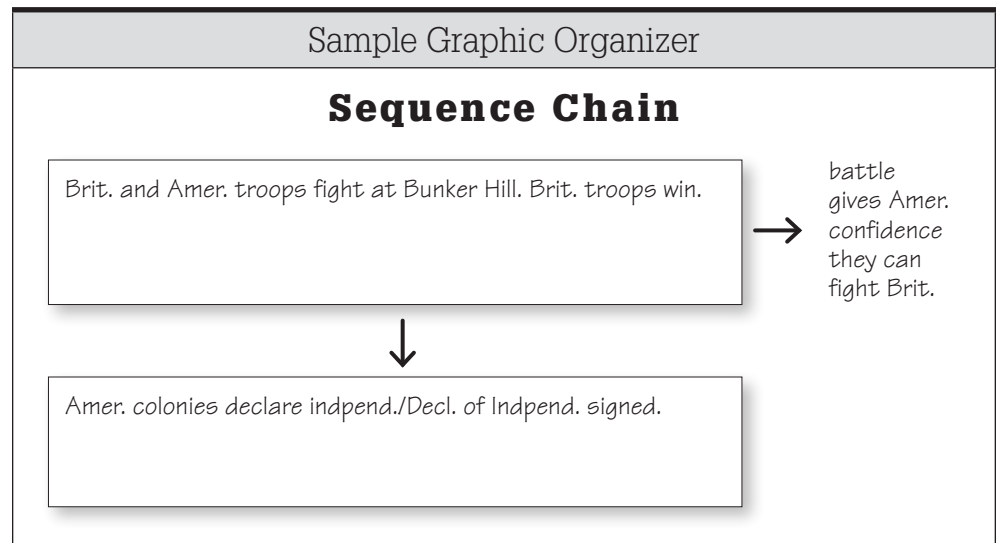 Sample Graphic Organizer
Sequence Chain
Brit. and Amer. troops fight at Bunker Hill. Brit. troops win.
battle
gives Amer.
confidence
they can
fight Brit.
Amer. colonies declare indpend./Decl. of Indpend. signed.